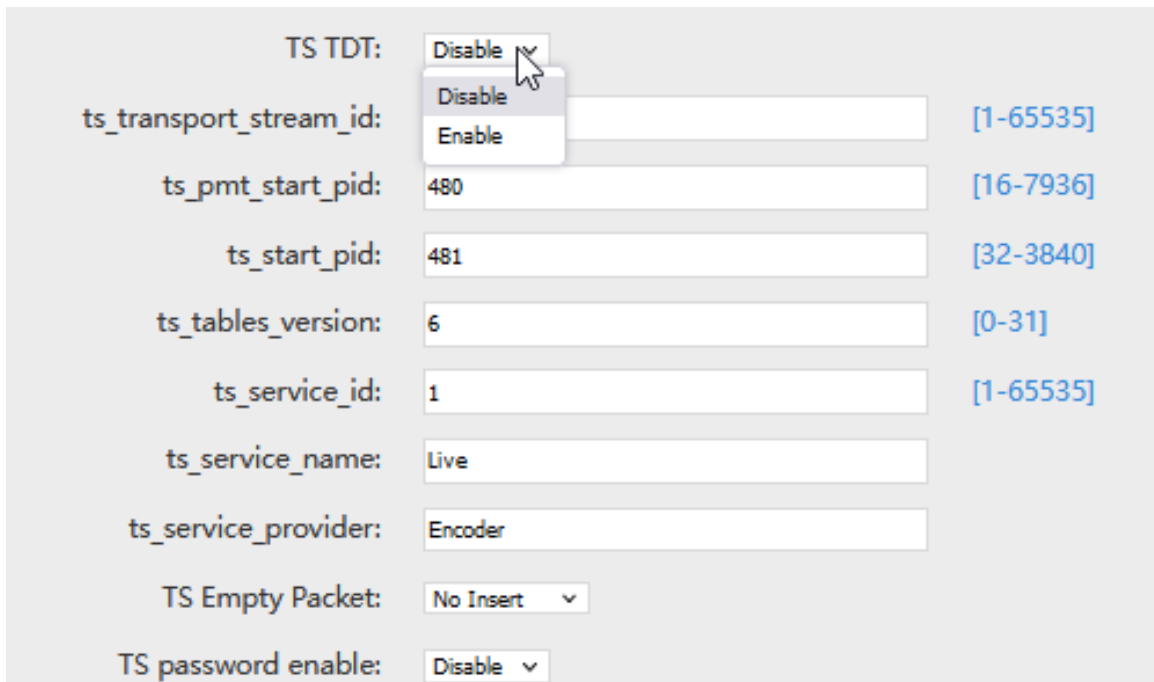 TS TDT: Disable
Disable
ts_transport_stream_id: [1-65535]
Enable
ts_pmt_start_pid: 480 [16-7936]
ts_start_pid: 481 [32-3840]
ts_tables_version: 6 [0-31]
ts_service_id: 1 [1-65535]
ts_service_name: Live
ts_service_provider: Encoder
TS Empty Packet: No Insert
TS password enable: Disable